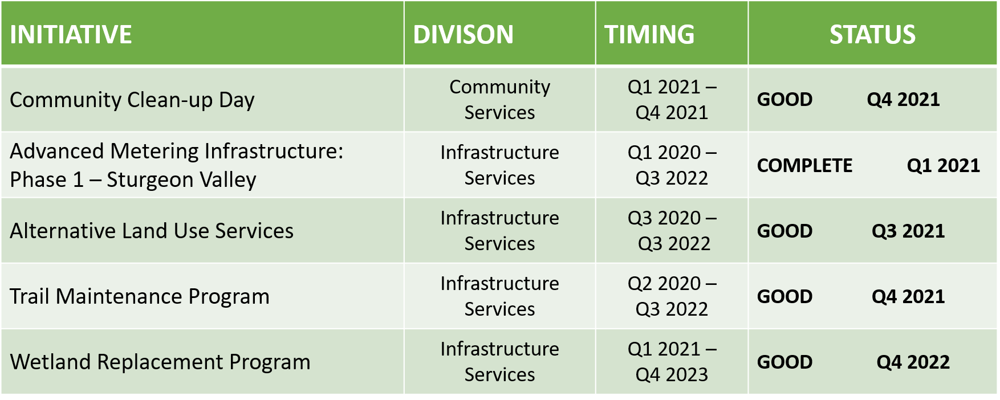 INITIATIVE DIVISON TIMING STATUS
Community Clean-up Day
Community
Services
Q1 2021 –
Q4 2021
GOOD Q4 2021
Advanced Metering Infrastructure:
Phase 1 – Sturgeon Valley
Infrastructure
Services
Q1 2020 –
Q3 2022
COMPLETE Q1 2021
Alternative Land Use Services
Infrastructure
Services
Q3 2020 –
Q3 2022
GOOD Q3 2021
Trail Maintenance Program
Infrastructure
Services
Q2 2020 –
Q3 2022
GOOD Q4 2021
Wetland Replacement Program
Infrastructure
Services
Q1 2021 –
Q4 2023
GOOD Q4 2022